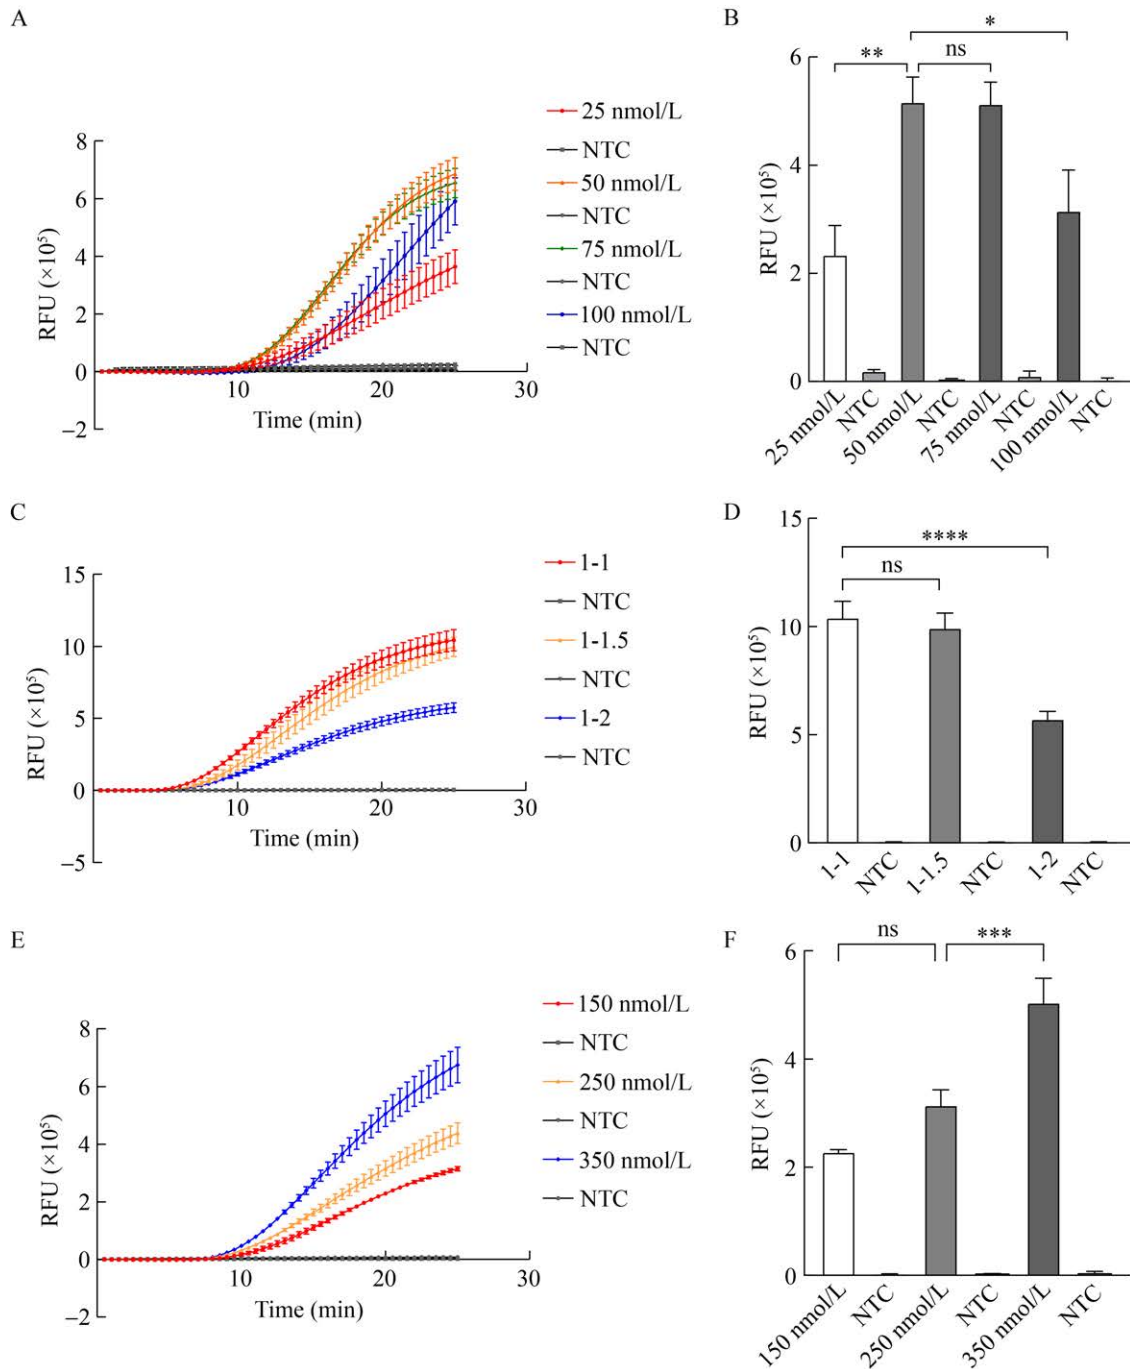 A
RFU (×10⁵)
8
6
4
2
0
−2
10
20
30
Time (min)
25 nmol/L
NTC
50 nmol/L
NTC
75 nmol/L
NTC
100 nmol/L
NTC
B
RFU (×10⁵)
6
4
2
0
**
ns
*
25 nmol/L
NTC
50 nmol/L
NTC
75 nmol/L
NTC
100 nmol/L
NTC
C
RFU (×10⁵)
15
10
5
0
−5
10
20
30
Time (min)
1-1
NTC
1-1.5
NTC
1-2
NTC
D
RFU (×10⁵)
15
10
5
0
****
ns
1-1
NTC
1-1.5
NTC
1-2
NTC
E
RFU (×10⁵)
8
6
4
2
0
−2
10
20
30
Time (min)
150 nmol/L
NTC
250 nmol/L
NTC
350 nmol/L
NTC
F
RFU (×10⁵)
6
4
2
0
ns
***
150 nmol/L
NTC
250 nmol/L
NTC
350 nmol/L
NTC